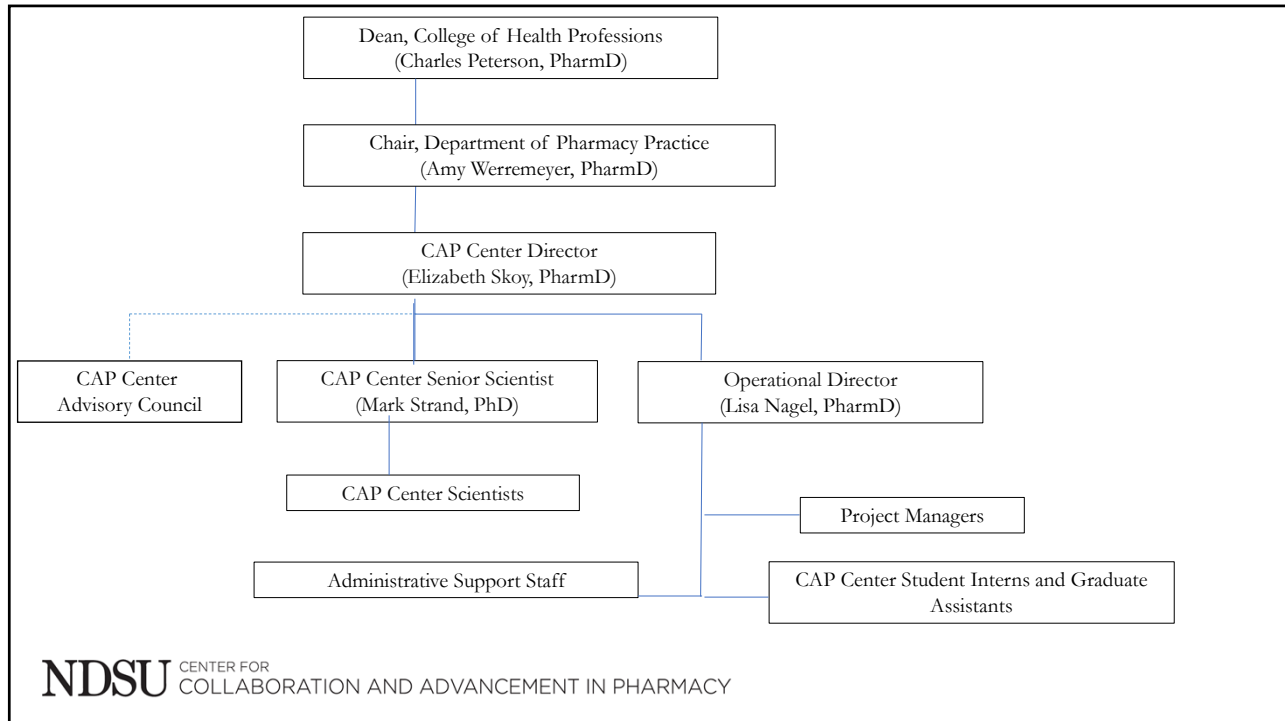 Dean, College of Health Professions
(Charles Peterson, PharmD)
Chair, Department of Pharmacy Practice
(Amy Werremeyer, PharmD)
CAP Center Director
(Elizabeth Skoy, PharmD)
CAP Center
Advisory Council
CAP Center Senior Scientist
(Mark Strand, PhD)
Operational Director
(Lisa Nagel, PharmD)
CAP Center Scientists
Project Managers
Administrative Support Staff
CAP Center Student Interns and Graduate
Assistants
NDSU CENTER FOR
COLLABORATION AND ADVANCEMENT IN PHARMACY